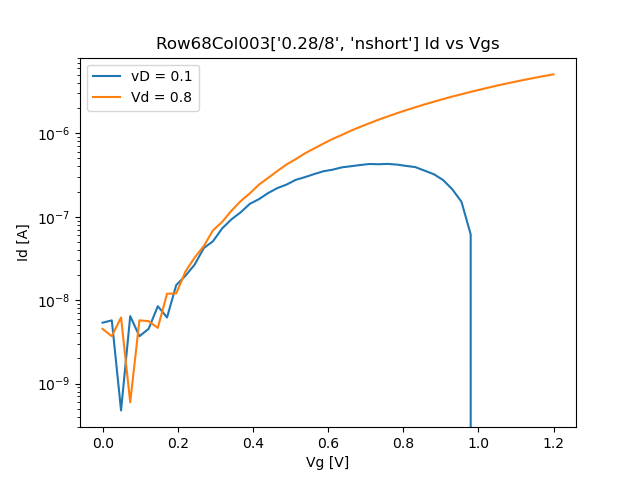 Row68Col003['0.28/8', 'nshort'] Id vs Vgs
vD = 0.1
Vd = 0.8
Id [A]
10⁻⁶
10⁻⁷
10⁻⁸
10⁻⁹
0.0 0.2 0.4 0.6 0.8 1.0 1.2
Vg [V]